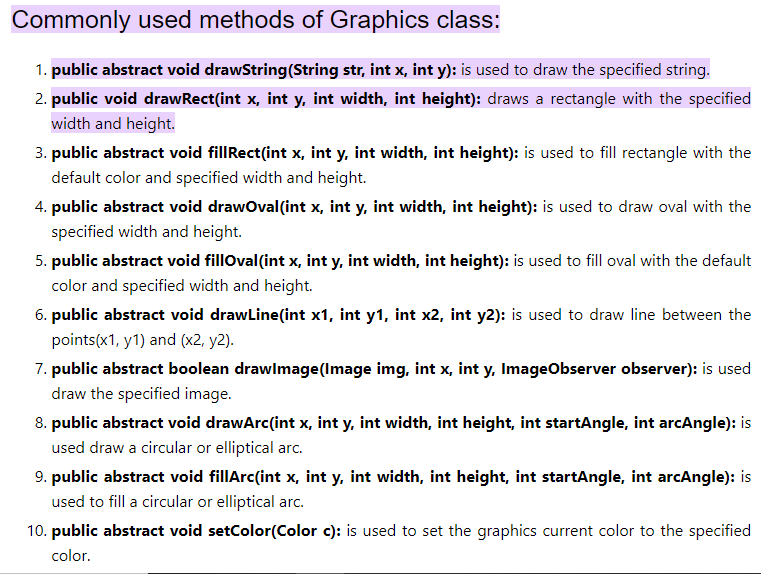 Commonly used methods of Graphics class:
1. public abstract void drawString(String str, int x, int y): is used to draw the specified string.
2. public void drawRect(int x, int y, int width, int height): draws a rectangle with the specified
width and height.
3. public abstract void fillRect(int x, int y, int width, int height): is used to fill rectangle with the
default color and specified width and height.
4. public abstract void drawOval(int x, int y, int width, int height): is used to draw oval with the
specified width and height.
5. public abstract void fillOval(int x, int y, int width, int height): is used to fill oval with the default
color and specified width and height.
6. public abstract void drawLine(int x1, int y1, int x2, int y2): is used to draw line between the
points(x1, y1) and (x2, y2).
7. public abstract boolean drawImage(Image img, int x, int y, ImageObserver observer): is used
draw the specified image.
8. public abstract void drawArc(int x, int y, int width, int height, int startAngle, int arcAngle): is
used draw a circular or elliptical arc.
9. public abstract void fillArc(int x, int y, int width, int height, int startAngle, int arcAngle): is
used to fill a circular or elliptical arc.
10. public abstract void setColor(Color c): is used to set the graphics current color to the specified
color.